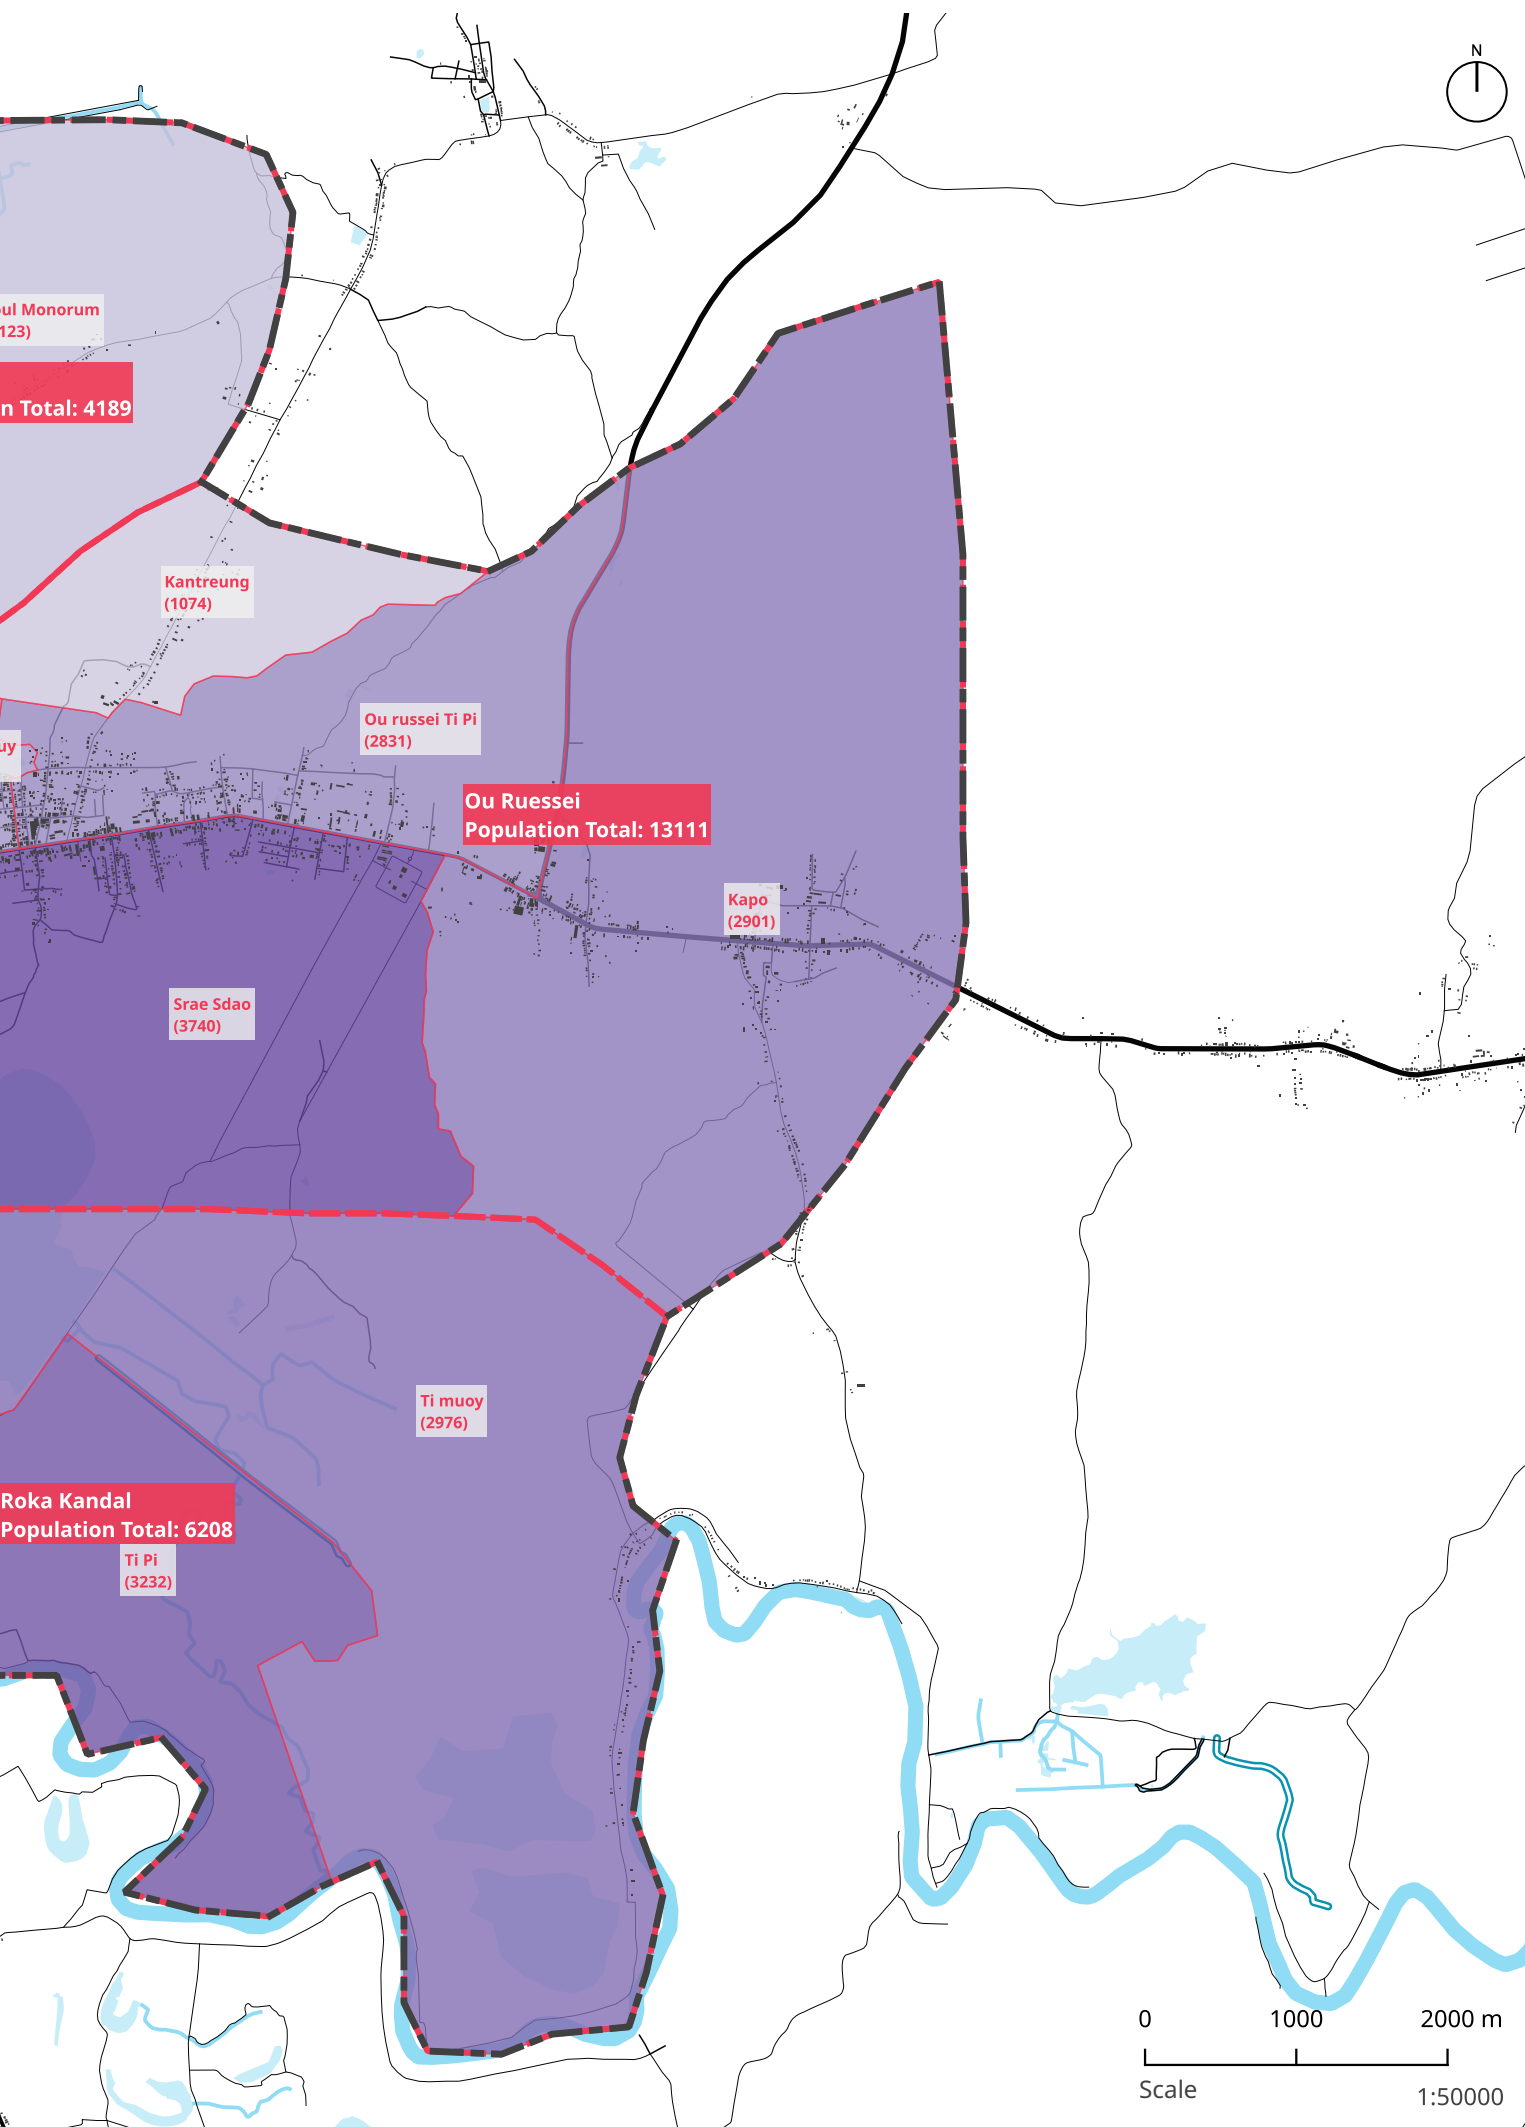 N
oul Monorum
123)
n Total: 4189
Kantreung
(1074)
Ou russei Ti Pi
(2831)
uy
Ou Ruessei
Population Total: 13111
Kapo
(2901)
Srae Sdao
(3740)
Ti muoy
(2976)
Roka Kandal
Population Total: 6208
Ti Pi
(3232)
0 1000 2000 m
Scale 1:50000